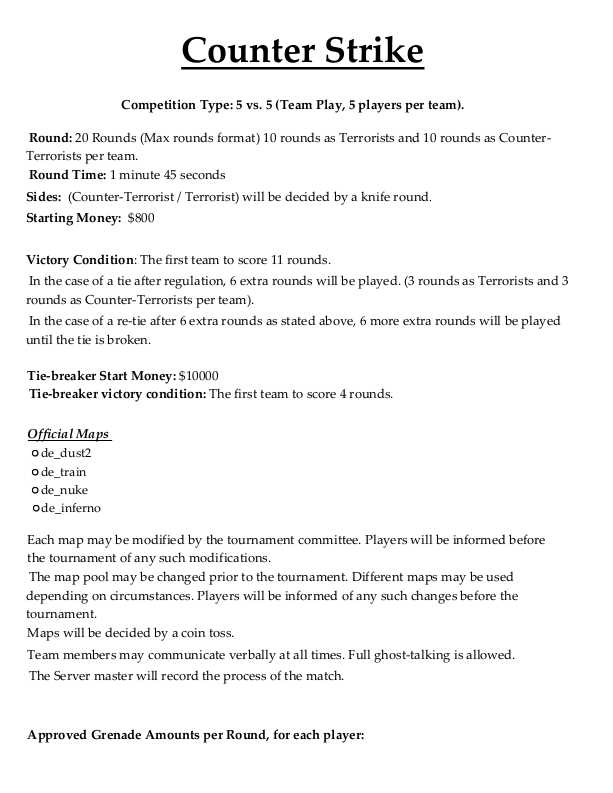 Counter Strike
Competition Type: 5 vs. 5 (Team Play, 5 players per team).
Round: 20 Rounds (Max rounds format) 10 rounds as Terrorists and 10 rounds as Counter-
Terrorists per team.
Round Time: 1 minute 45 seconds
Sides: (Counter-Terrorist / Terrorist) will be decided by a knife round.
Starting Money: $800
Victory Condition: The first team to score 11 rounds.
In the case of a tie after regulation, 6 extra rounds will be played. (3 rounds as Terrorists and 3
rounds as Counter-Terrorists per team).
In the case of a re-tie after 6 extra rounds as stated above, 6 more extra rounds will be played
until the tie is broken.
Tie-breaker Start Money: $10000
Tie-breaker victory condition: The first team to score 4 rounds.
Official Maps
de_dust2
de_train
de_nuke
de_inferno
Each map may be modified by the tournament committee. Players will be informed before
the tournament of any such modifications.
The map pool may be changed prior to the tournament. Different maps may be used
depending on circumstances. Players will be informed of any such changes before the
tournament.
Maps will be decided by a coin toss.
Team members may communicate verbally at all times. Full ghost-talking is allowed.
The Server master will record the process of the match.
Approved Grenade Amounts per Round, for each player: